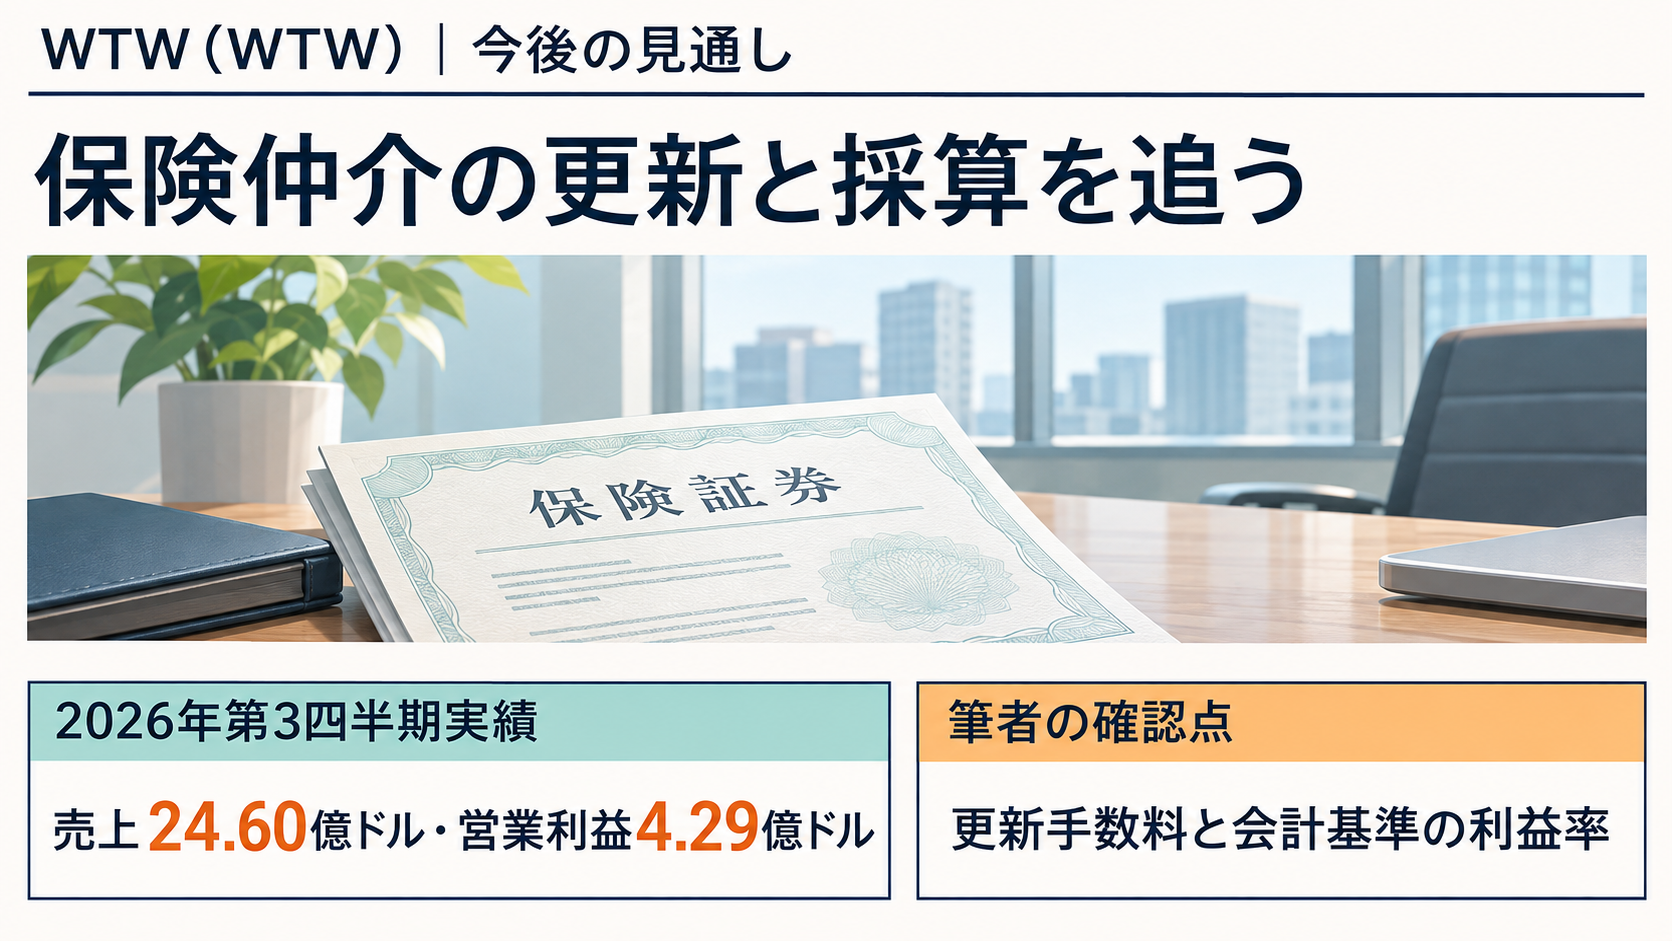 WTW(WTW)｜今後の見通し
保険仲介の更新と採算を追う
保険証券
2026年第3四半期実績
売上24.60億ドル・営業利益4.29億ドル
筆者の確認点
更新手数料と会計基準の利益率